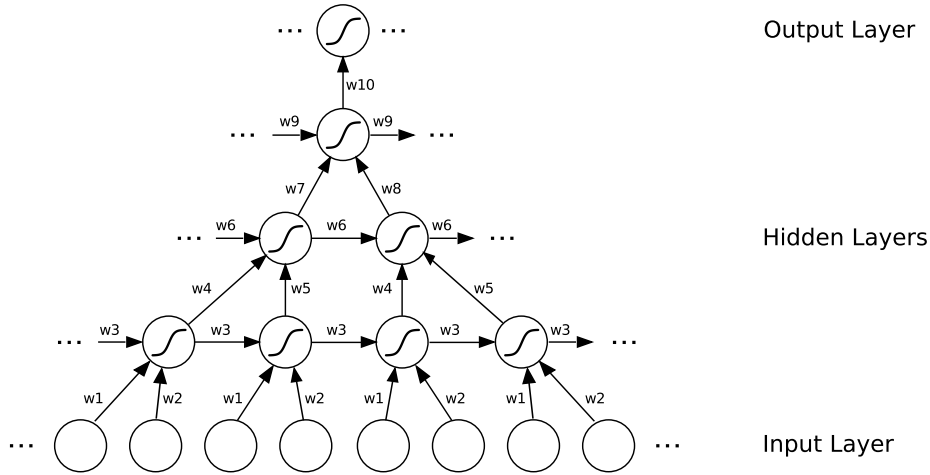 ... ... Output Layer
w10
... w9 w9 ...
w7 w8
... w6 w6 w6 ... Hidden Layers
w4 w5 w4 w5
... w3 w3 w3 w3 w3 ...
w1 w2 w1 w2 w1 w2 w1 w2
... ... Input Layer